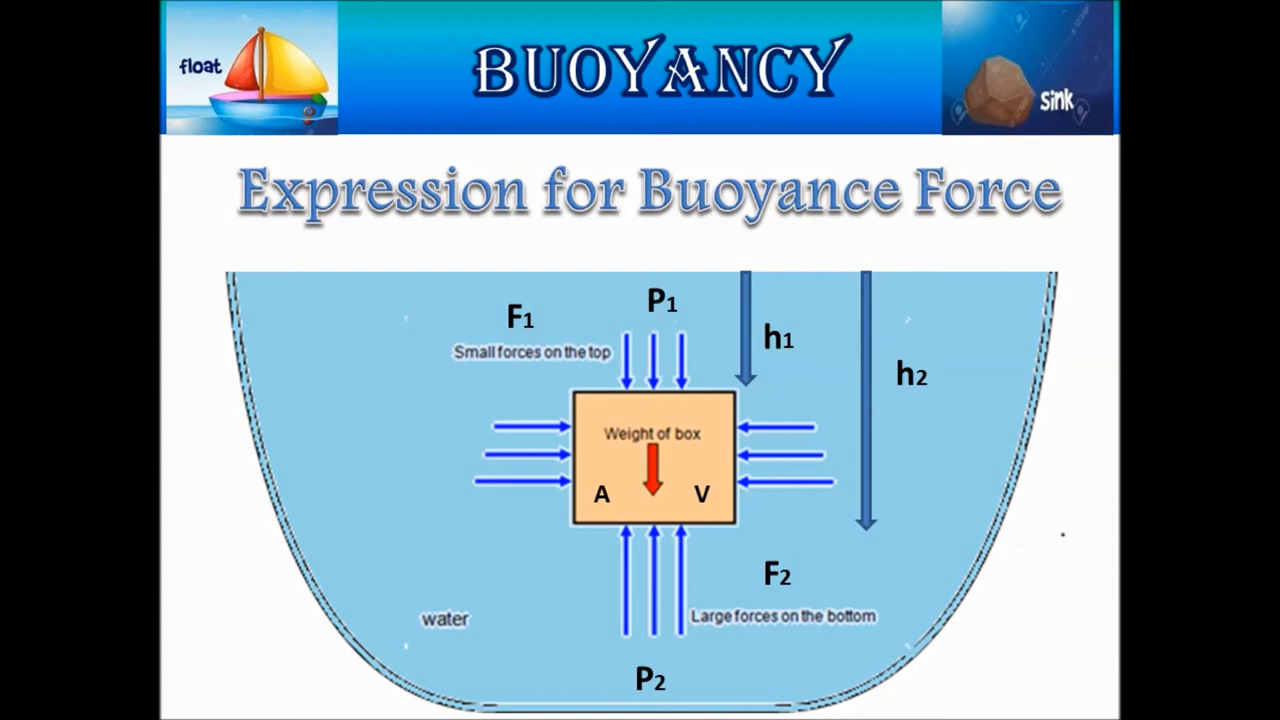 float
BUOYANCY
sink
Expression for Buoyance Force
F1
P1
Small forces on the top
h1
h2
Weight of box
A V
F2
water
Large forces on the bottom
P2